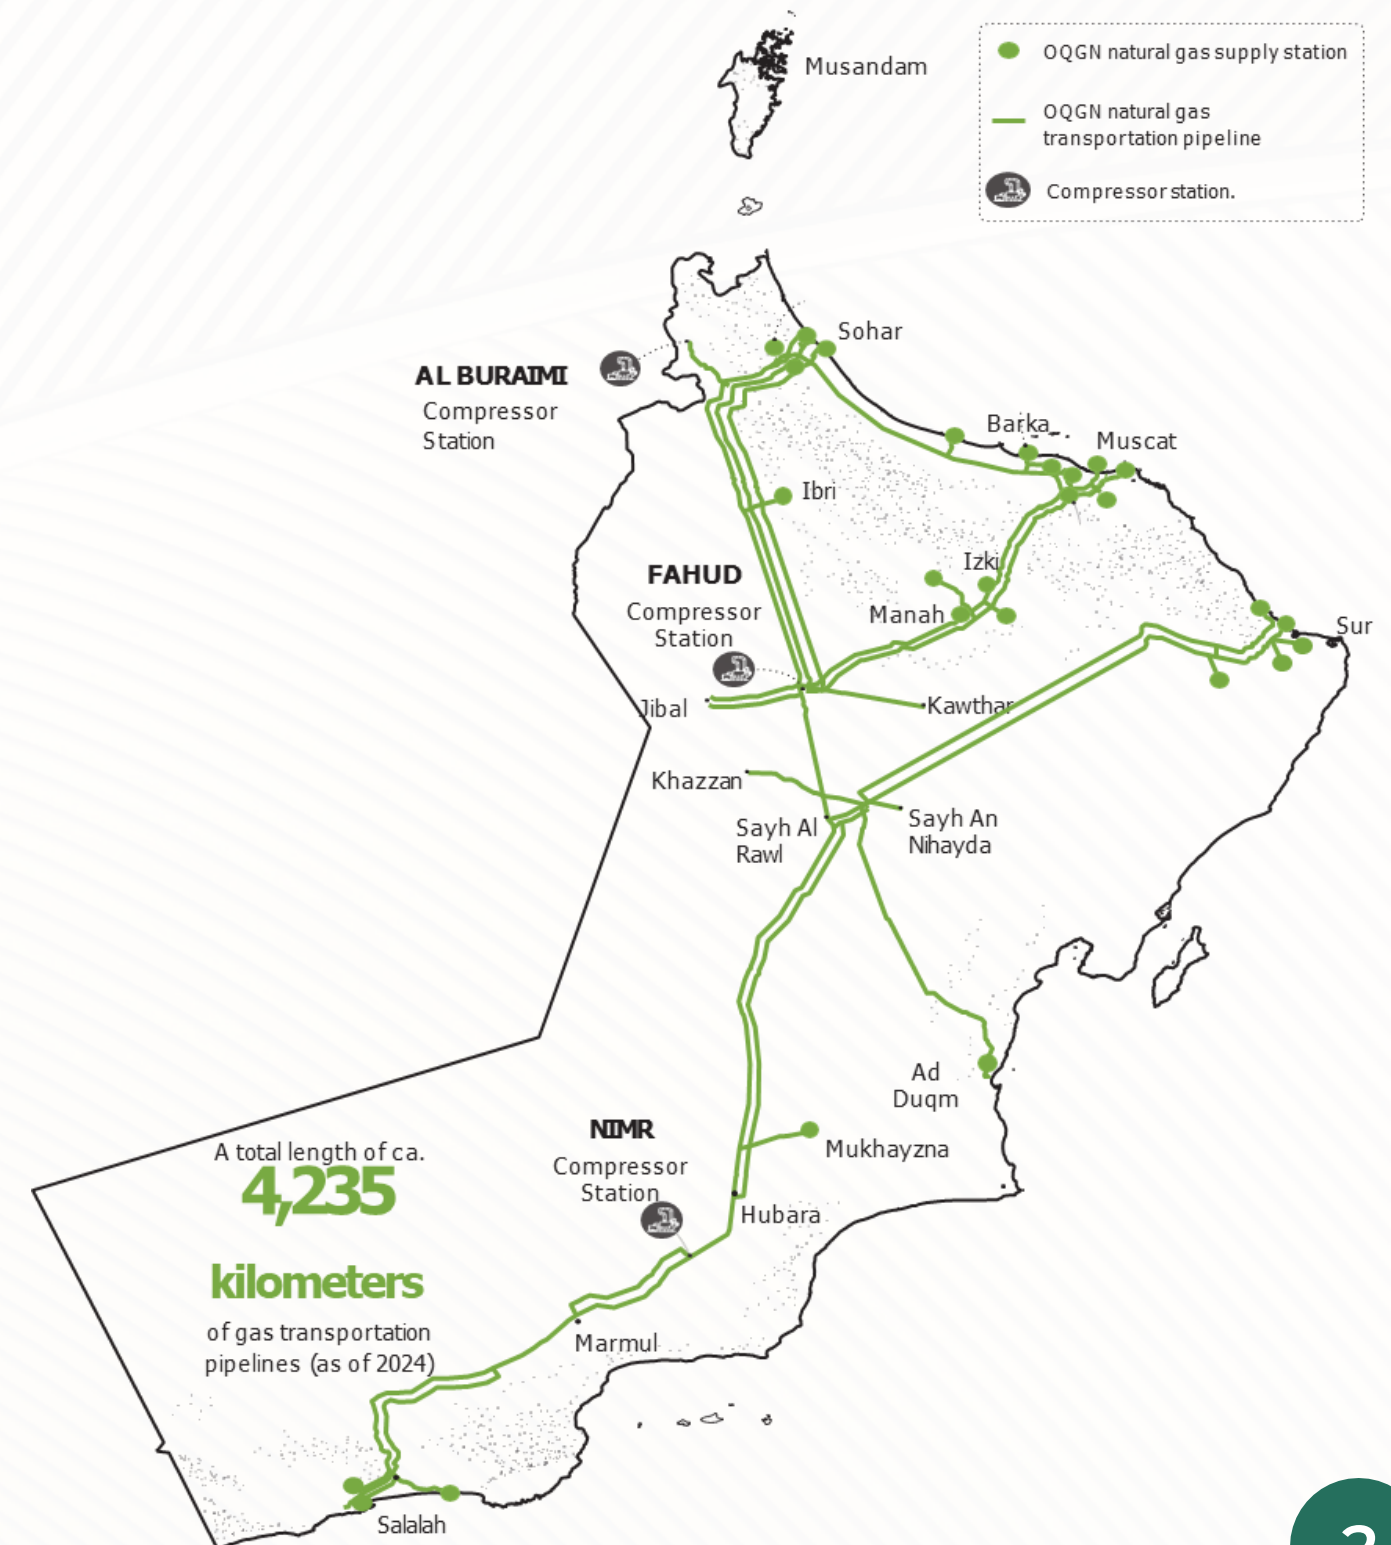 Musandam
OQGN natural gas supply station
OQGN natural gas
transportation pipeline
Compressor station.
Sohar
AL BURAIMI
Compressor
Station
Barka
Muscat
Ibri
FAHUD
Compressor
Station
Izki
Manah
Sur
Jibal
Kawthar
Khazzan
Sayh Al
Rawl
Sayh An
Nihayda
Ad
Duqm
NIMR
Compressor
Station
Mukhayzna
Hubara
A total length of ca.
4,235
kilometers
of gas transportation
pipelines (as of 2024)
Marmul
Salalah